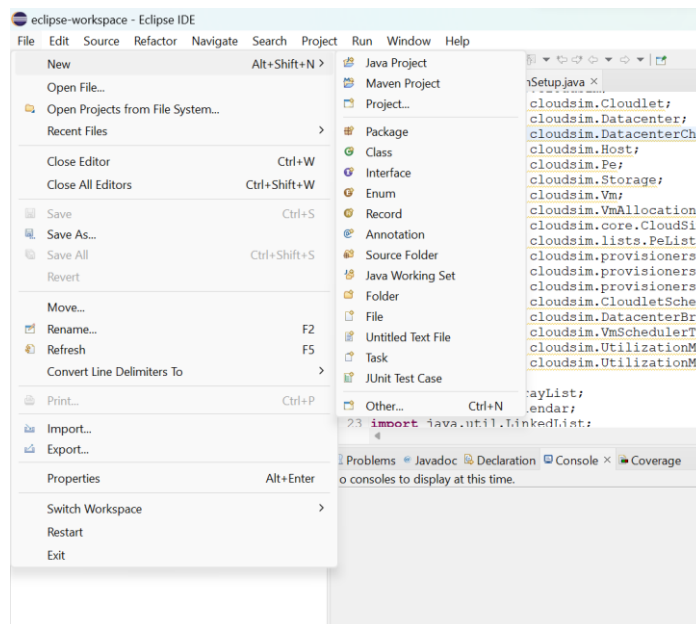 eclipse-workspace - Eclipse IDE
File Edit Source Refactor Navigate Search Project Run Window Help
New Alt+Shift+N >
Open File...
Open Projects from File System...
Recent Files >
Close Editor Ctrl+W
Close All Editors Ctrl+Shift+W
Save Ctrl+S
Save As...
Save All Ctrl+Shift+S
Revert
Move...
Rename... F2
Refresh F5
Convert Line Delimiters To >
Print... Ctrl+P
Import...
Export...
Properties Alt+Enter
Switch Workspace >
Restart
Exit
Java Project
Maven Project
Project...
Package
Class
Interface
Enum
Record
Annotation
Source Folder
Java Working Set
Folder
File
Untitled Text File
Task
JUnit Test Case
Other... Ctrl+N
nSetup.java ×
cloudsim.Cloudlet;
cloudsim.Datacenter;
cloudsim.DatacenterCh
cloudsim.Host;
cloudsim.Pe;
cloudsim.Storage;
cloudsim.Vm;
cloudsim.VmAllocation
cloudsim.core.CloudSi
cloudsim.lists.PeList
cloudsim.provisioners
cloudsim.provisioners
cloudsim.provisioners
cloudsim.CloudletSche
cloudsim.DatacenterBr
cloudsim.VmSchedulerT
cloudsim.UtilizationM
cloudsim.UtilizationM
rayList;
endar;
23 import java.util.LinkedList;
Problems Javadoc Declaration Console × Coverage
o consoles to display at this time.